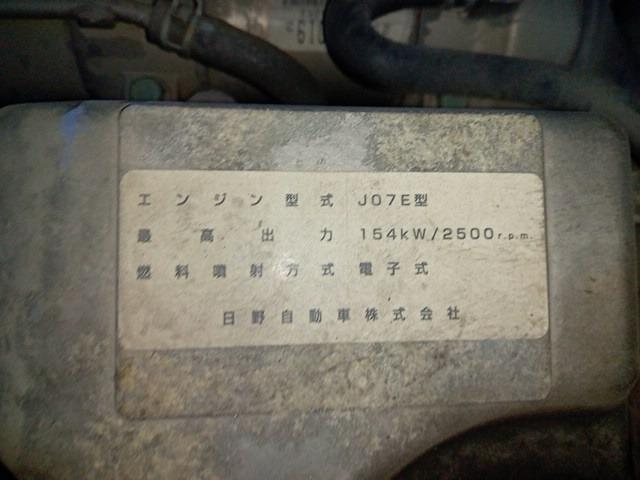 エンジン型式 J07E型
最高出力 154kW/2500r.p.m.
燃料噴射方式 電子式
日野自動車株式会社